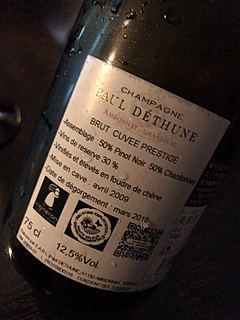 CHAMPAGNE
PAUL DÉTHUNE
AMBONNAY - GRAND CRU
BRUT CUVEE PRESTIGE
-Assemblage : 50% Pinot Noir 50% Chardonnay
-Vins de reserve 30 %
-Vinifiés et élevés en foudre de chêne
-Mise en cave : avril 2009
-Date de dégorgement : mars 2016
75 cl
12,5%Vol.